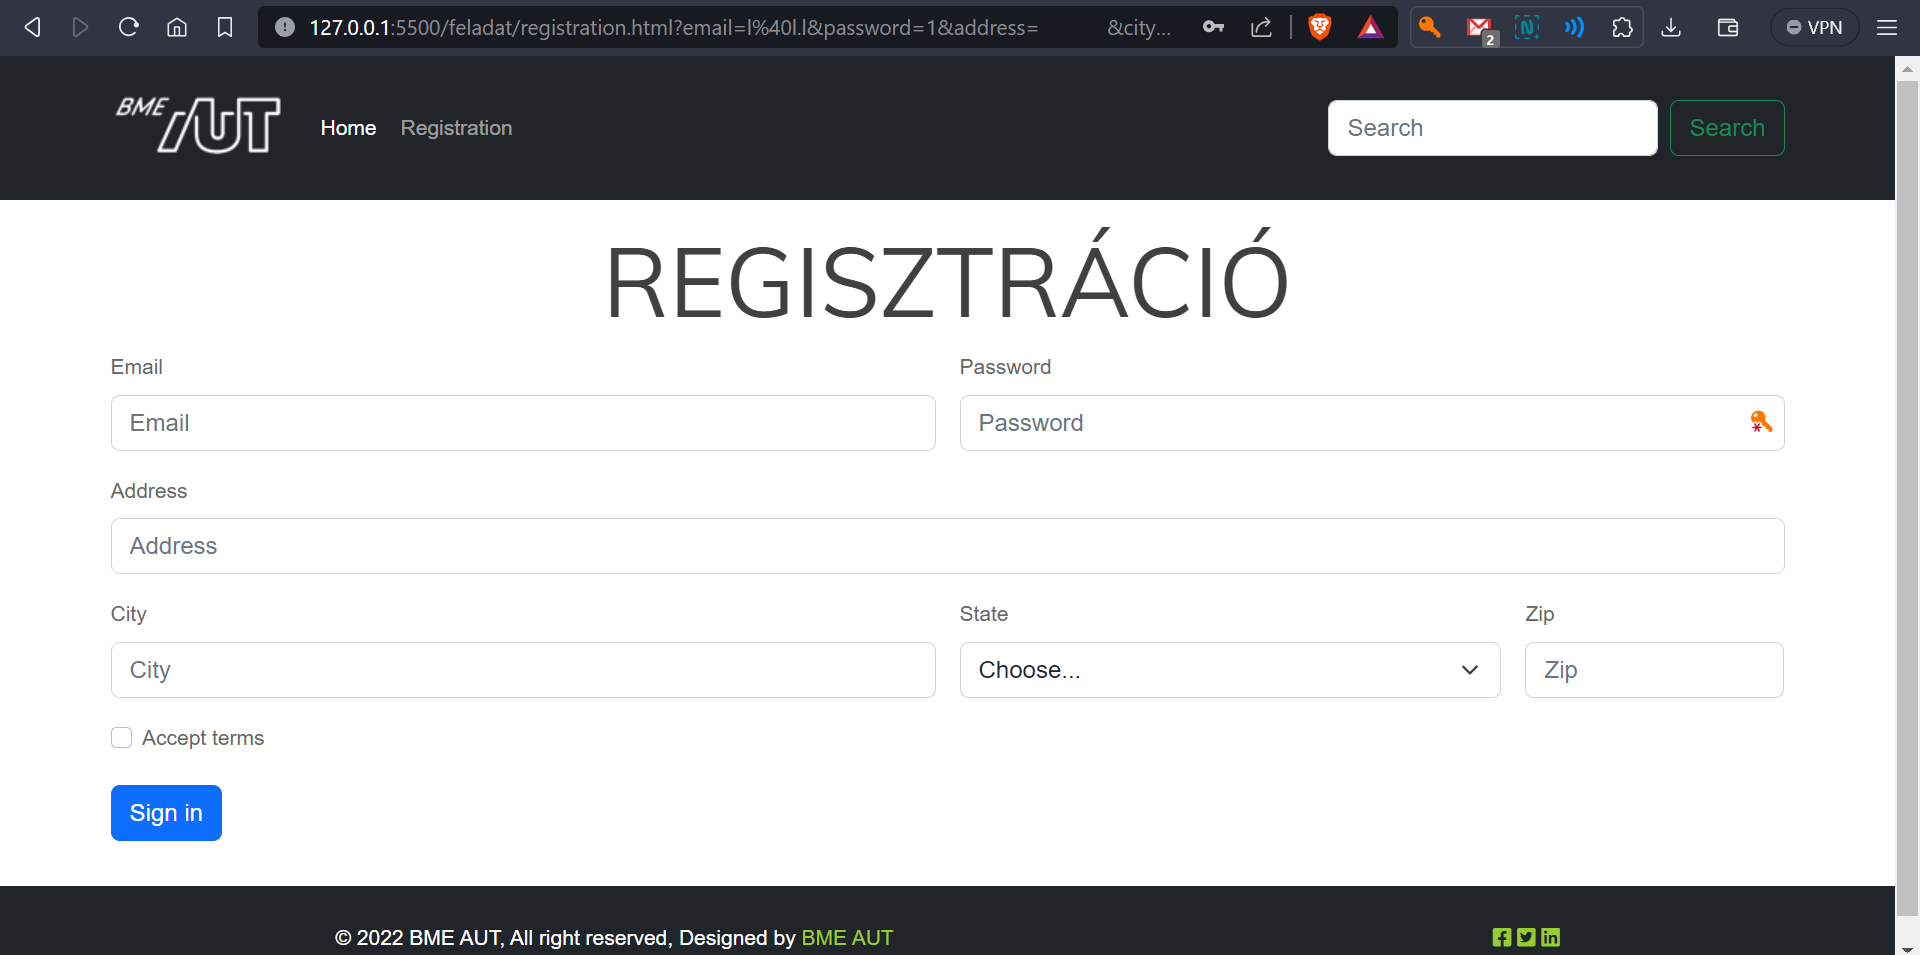 127.0.0.1:5500/feladat/registration.html?email=l%40l.l&password=1&address= &city...
2
VPN
BME AUT
Home
Registration
Search
Search
REGISZTRÁCIÓ
Email
Password
Email
Password
Address
Address
City
State
Zip
City
Choose...
Zip
Accept terms
Sign in
© 2022 BME AUT, All right reserved, Designed by BME AUT